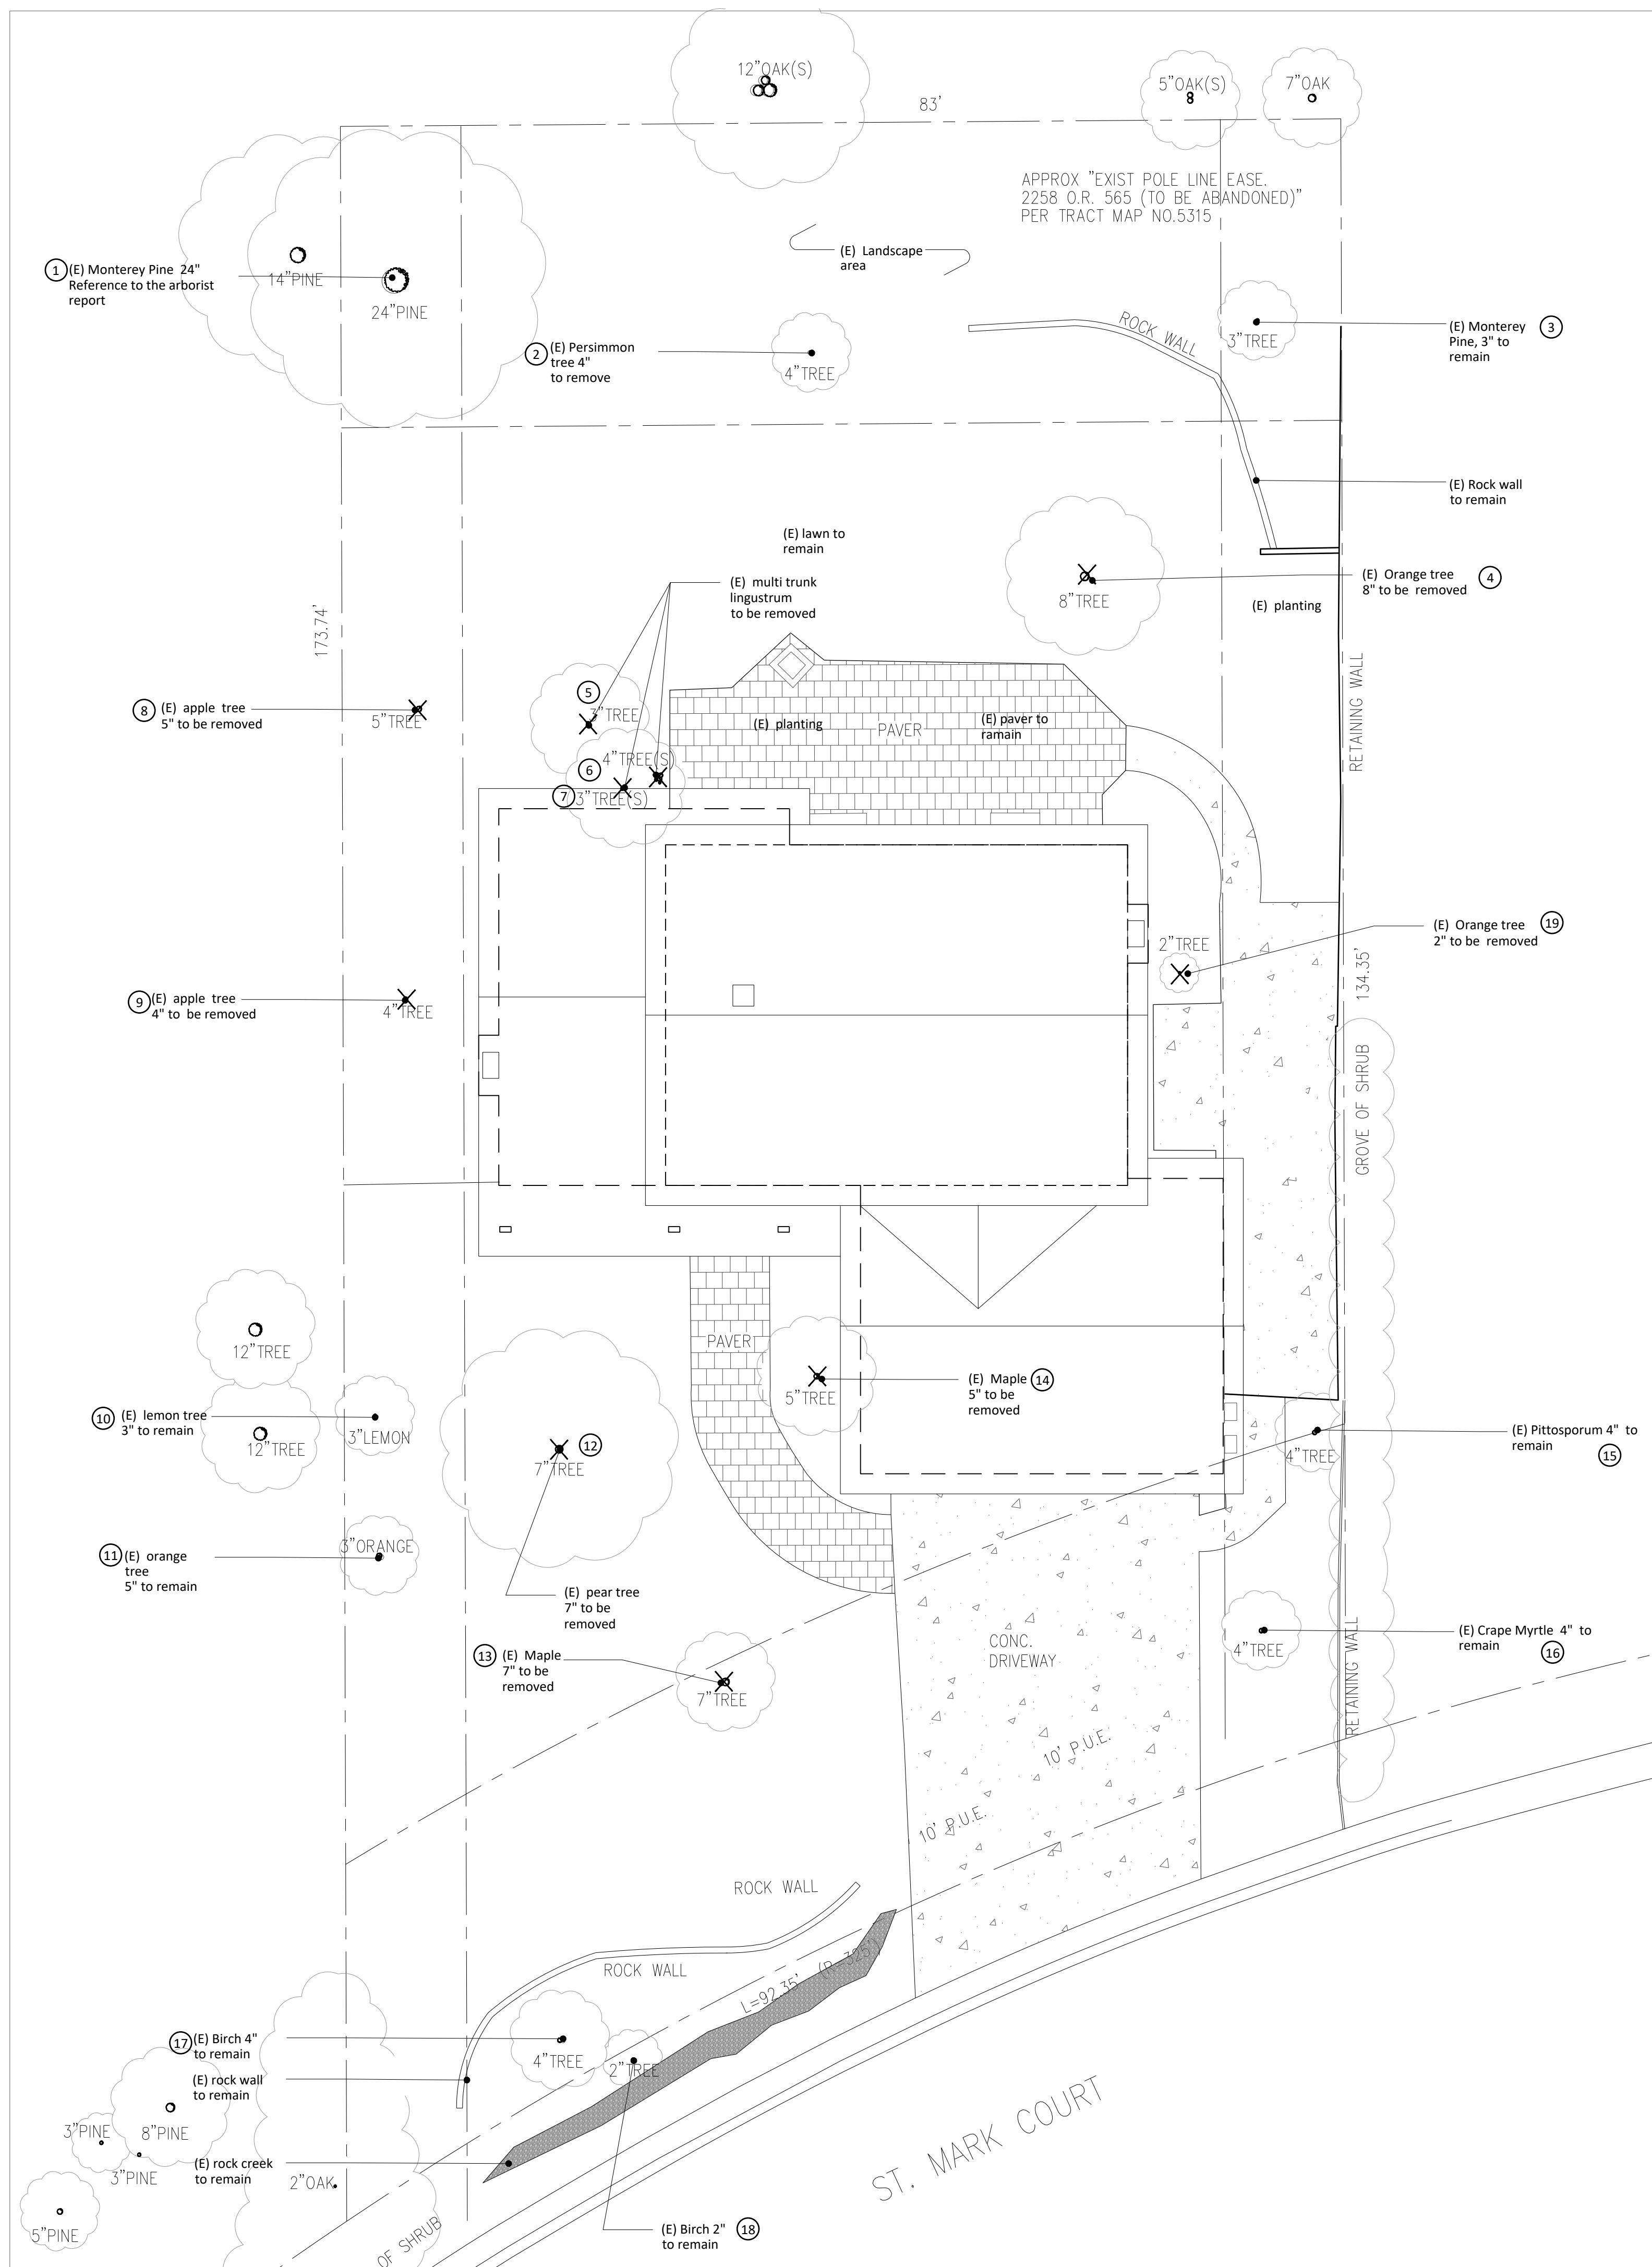 12"OAK(S)
83'
5"OAK(S)
7"OAK
APPROX "EXIST POLE LINE EASE.
2258 O.R. 565 (TO BE ABANDONED)"
PER TRACT MAP NO.5315
(E) Landscape
area
1
(E) Monterey Pine 24"
Reference to the arborist
report
14"PINE
24"PINE
2
(E) Persimmon
tree 4"
to remove
4"TREE
ROCK WALL
3"TREE
(E) Monterey
Pine, 3" to
remain
3
(E) Rock wall
to remain
(E) lawn to
remain
(E) multi trunk
lingustrum
to be removed
8"TREE
(E) Orange tree
8" to be removed
4
(E) planting
173.74'
RETAINING WALL
8
(E) apple tree
5" to be removed
5"TREE
5
3"TREE
(E) planting
PAVER
(E) paver to
ramain
6
4"TREE(S)
7
3"TREE(S)
2"TREE
(E) Orange tree
2" to be removed
19
134.35'
9
(E) apple tree
4" to be removed
4"TREE
GROVE OF SHRUB
12"TREE
PAVER
5"TREE
(E) Maple
5" to be
removed
14
10
(E) lemon tree
3" to remain
12"TREE
3"LEMON
12
7"TREE
4"TREE
(E) Pittosporum 4" to
remain
15
11
(E) orange
tree
5" to remain
3"ORANGE
(E) pear tree
7" to be
removed
13
(E) Maple
7" to be
removed
7"TREE
CONC.
DRIVEWAY
4"TREE
(E) Crape Myrtle 4" to
remain
16
RETAINING WALL
10' P.U.E.
10' P.U.E.
ROCK WALL
ROCK WALL
L=92.35' (R=325')
17
(E) Birch 4"
to remain
4"TREE
2"TREE
(E) rock wall
to remain
3"PINE
8"PINE
3"PINE
(E) rock creek
to remain
2"OAK
5"PINE
OF SHRUB
(E) Birch 2"
to remain
18
ST. MARK COURT